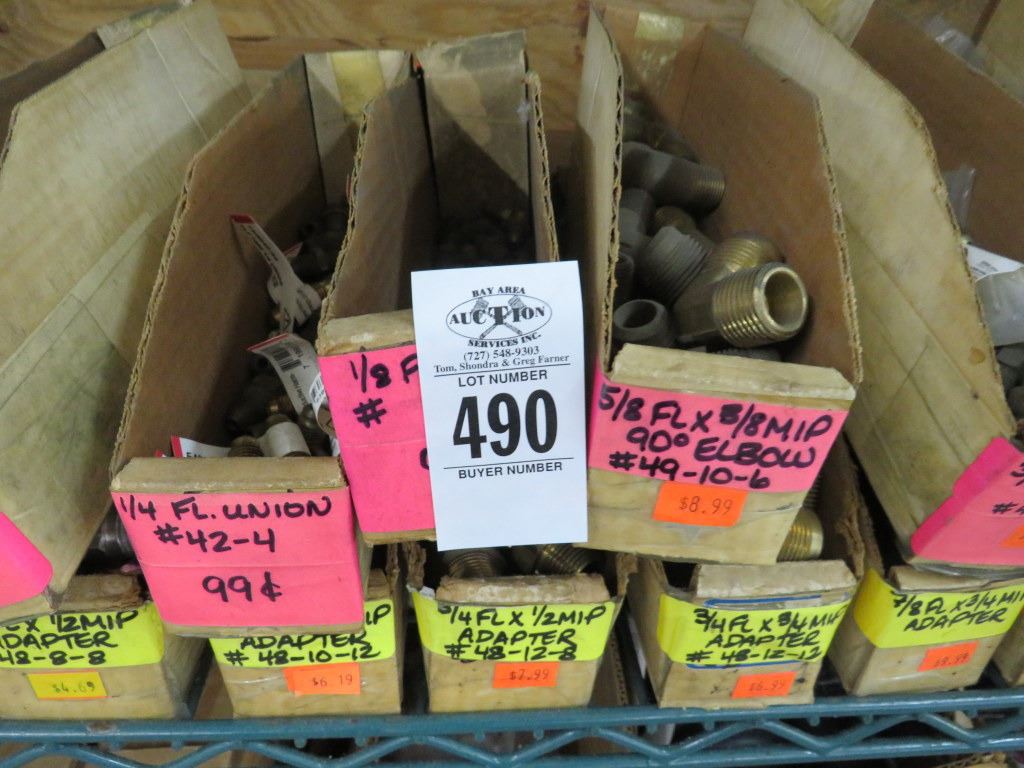 BAY AREA
AUCTION
SERVICES INC.
(727) 548-9303
Tom, Shondra & Greg Farner
LOT NUMBER
490
BUYER NUMBER
1/4 FL. UNION
#42-4
99¢
1/8 F
#
5/8 FL X 3/8 MIP
90° ELBOW
#49-10-6
$8.99
X 1/2 MIP
ADAPTER
48-8-8
$4.69
ADAPTER
# 48-10-12
$6.19
3/4 FL X 1/2 MIP
ADAPTER
# 48-12-8
$7.99
3/4 FL X 3/4 MIP
ADAPTER
# 48-12-12
$6.99
7/8 FL X 3/4 MIP
ADAPTER